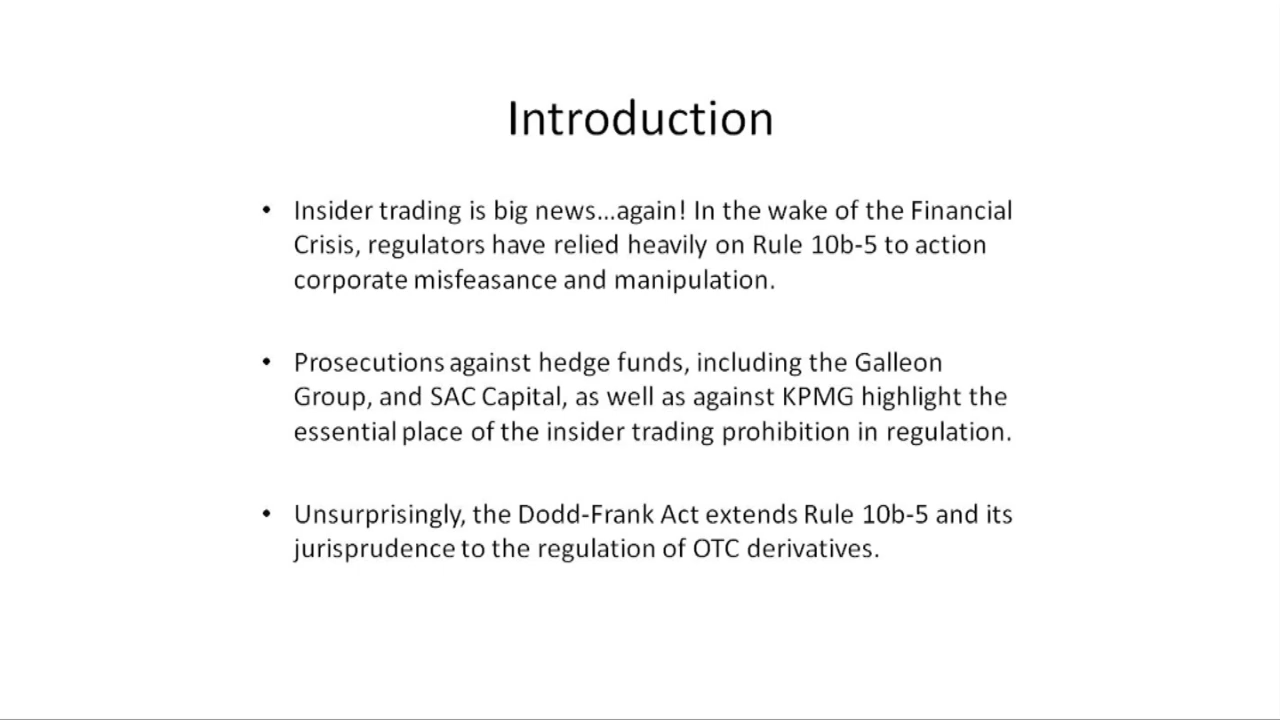 Introduction
• Insider trading is big news...again! In the wake of the Financial
Crisis, regulators have relied heavily on Rule 10b-5 to action
corporate misfeasance and manipulation.
• Prosecutions against hedge funds, including the Galleon
Group, and SAC Capital, as well as against KPMG highlight the
essential place of the insider trading prohibition in regulation.
• Unsurprisingly, the Dodd-Frank Act extends Rule 10b-5 and its
jurisprudence to the regulation of OTC derivatives.